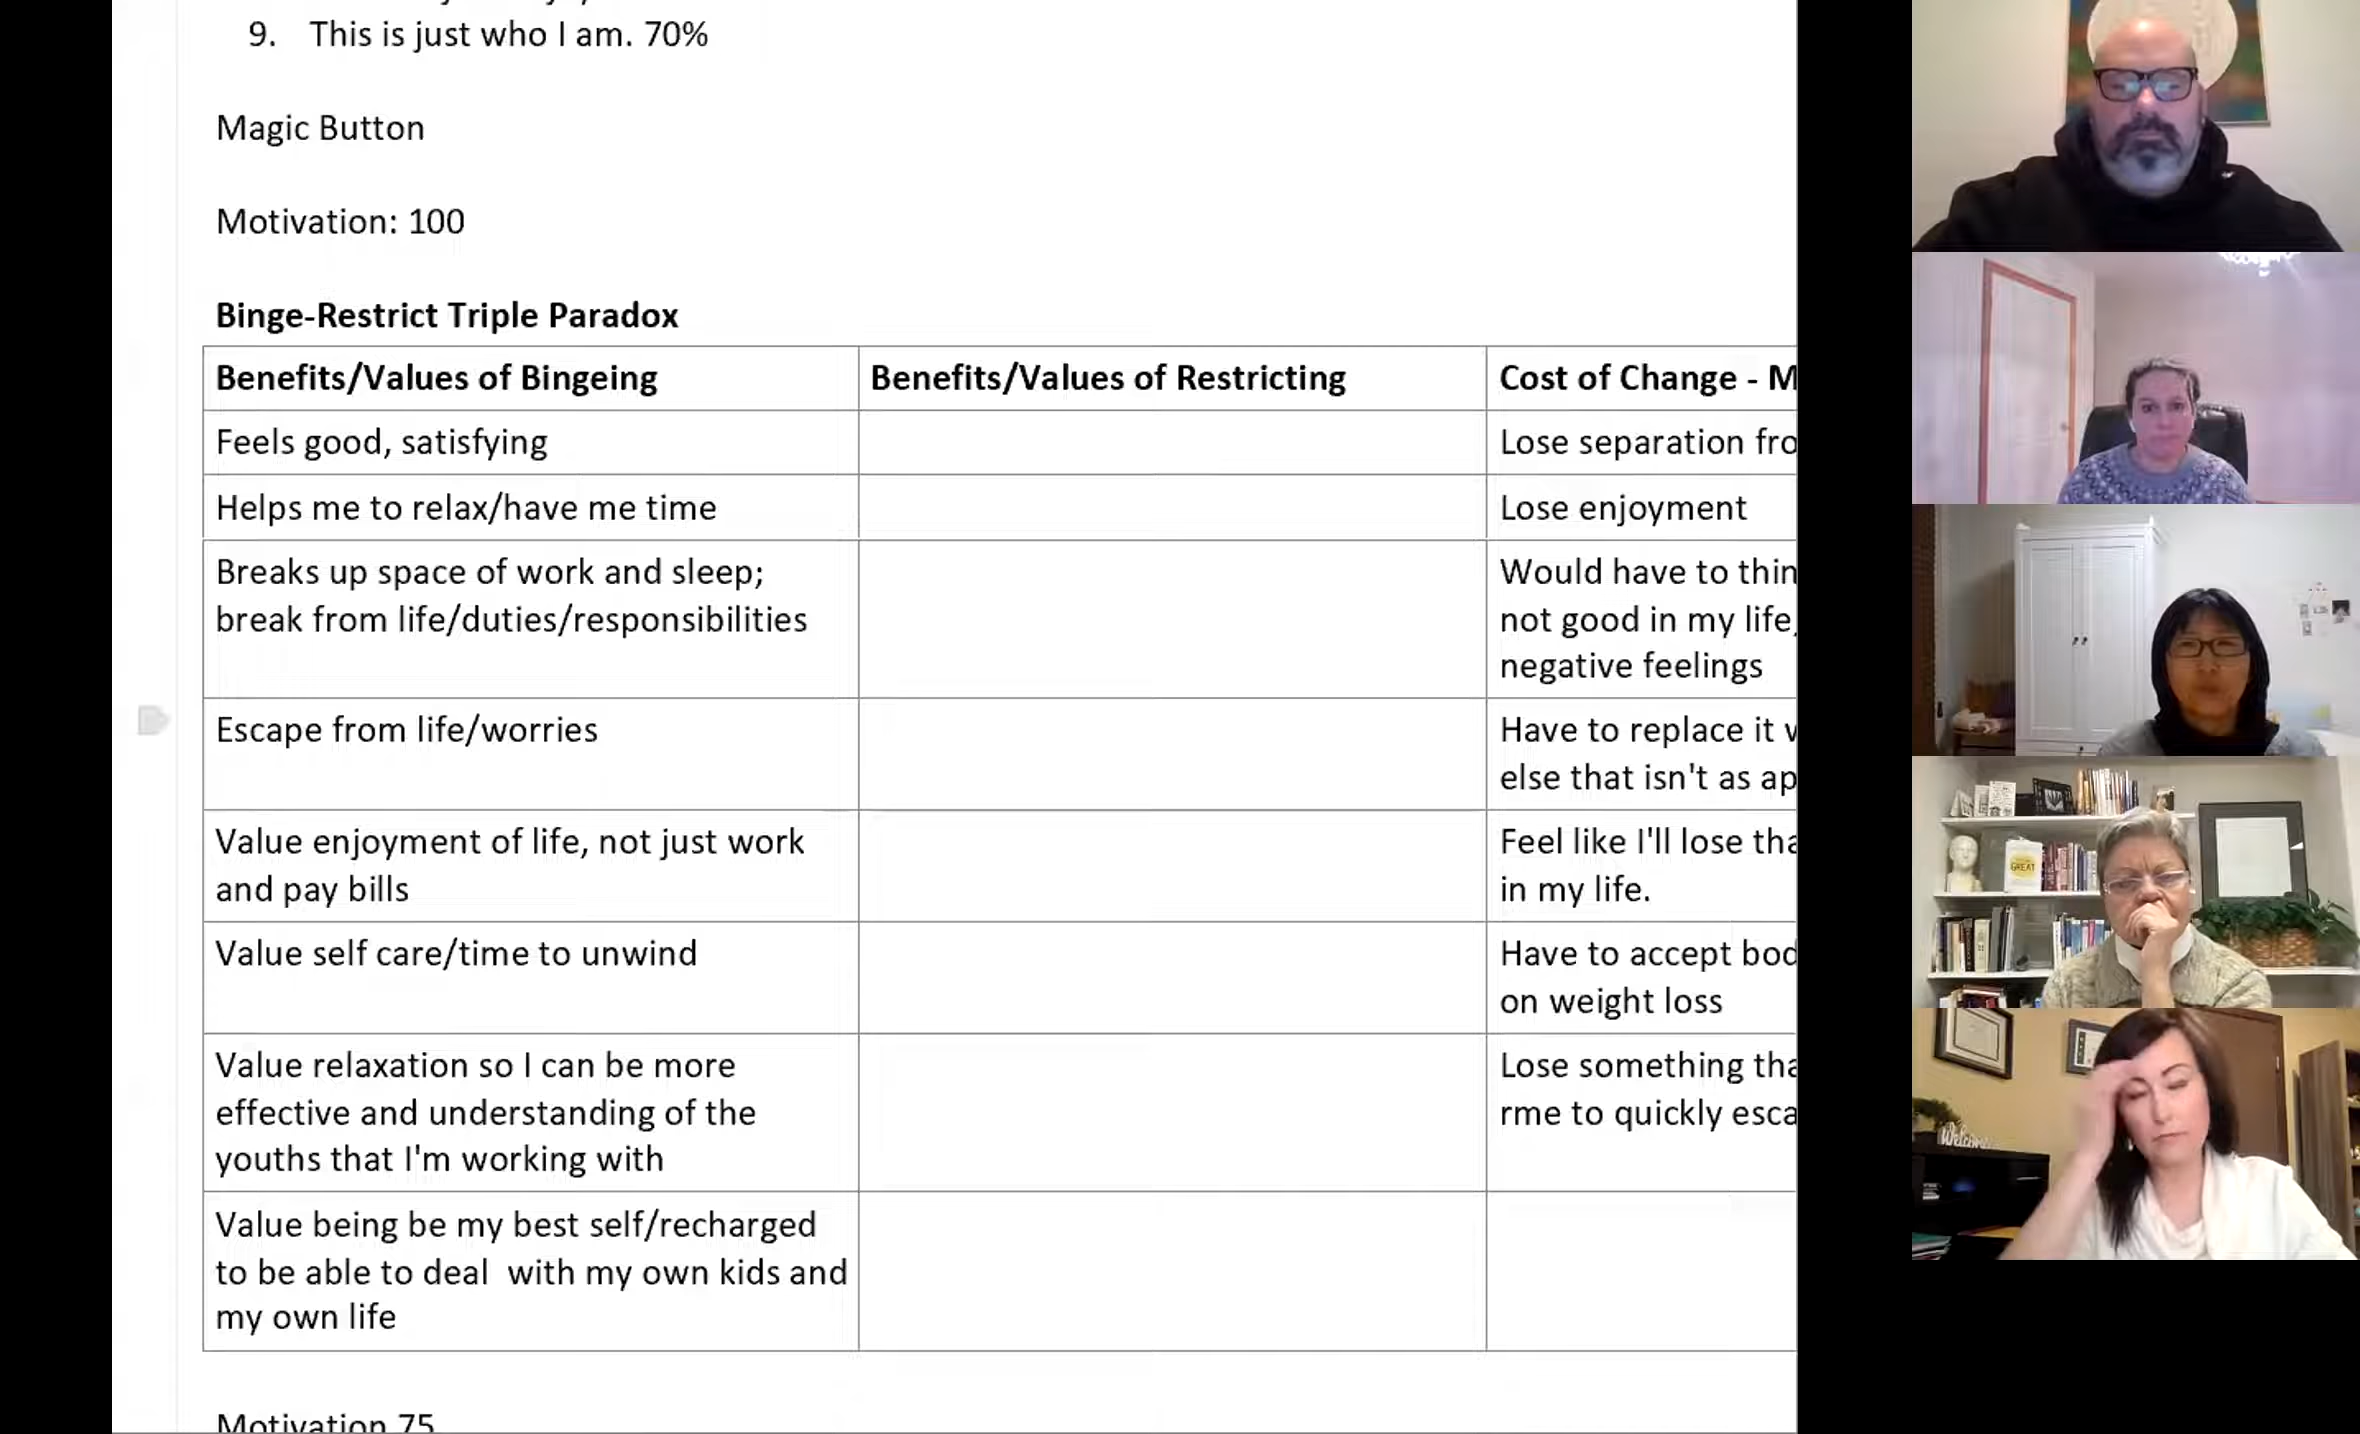 9. This is just who I am. 70%
Magic Button
Motivation: 100
Binge-Restrict Triple Paradox
Benefits/Values of Bingeing
Benefits/Values of Restricting
Cost of Change - M
Feels good, satisfying
Lose separation fro
Helps me to relax/have me time
Lose enjoyment
Breaks up space of work and sleep;
break from life/duties/responsibilities
Would have to thin
not good in my life,
negative feelings
Escape from life/worries
Have to replace it w
else that isn't as ap
Value enjoyment of life, not just work
and pay bills
Feel like I'll lose tha
in my life.
Value self care/time to unwind
Have to accept bod
on weight loss
Value relaxation so I can be more
effective and understanding of the
youths that I'm working with
Lose something tha
rme to quickly esca
Value being be my best self/recharged
to be able to deal  with my own kids and
my own life
Motivation 75
GREAT
Welcome